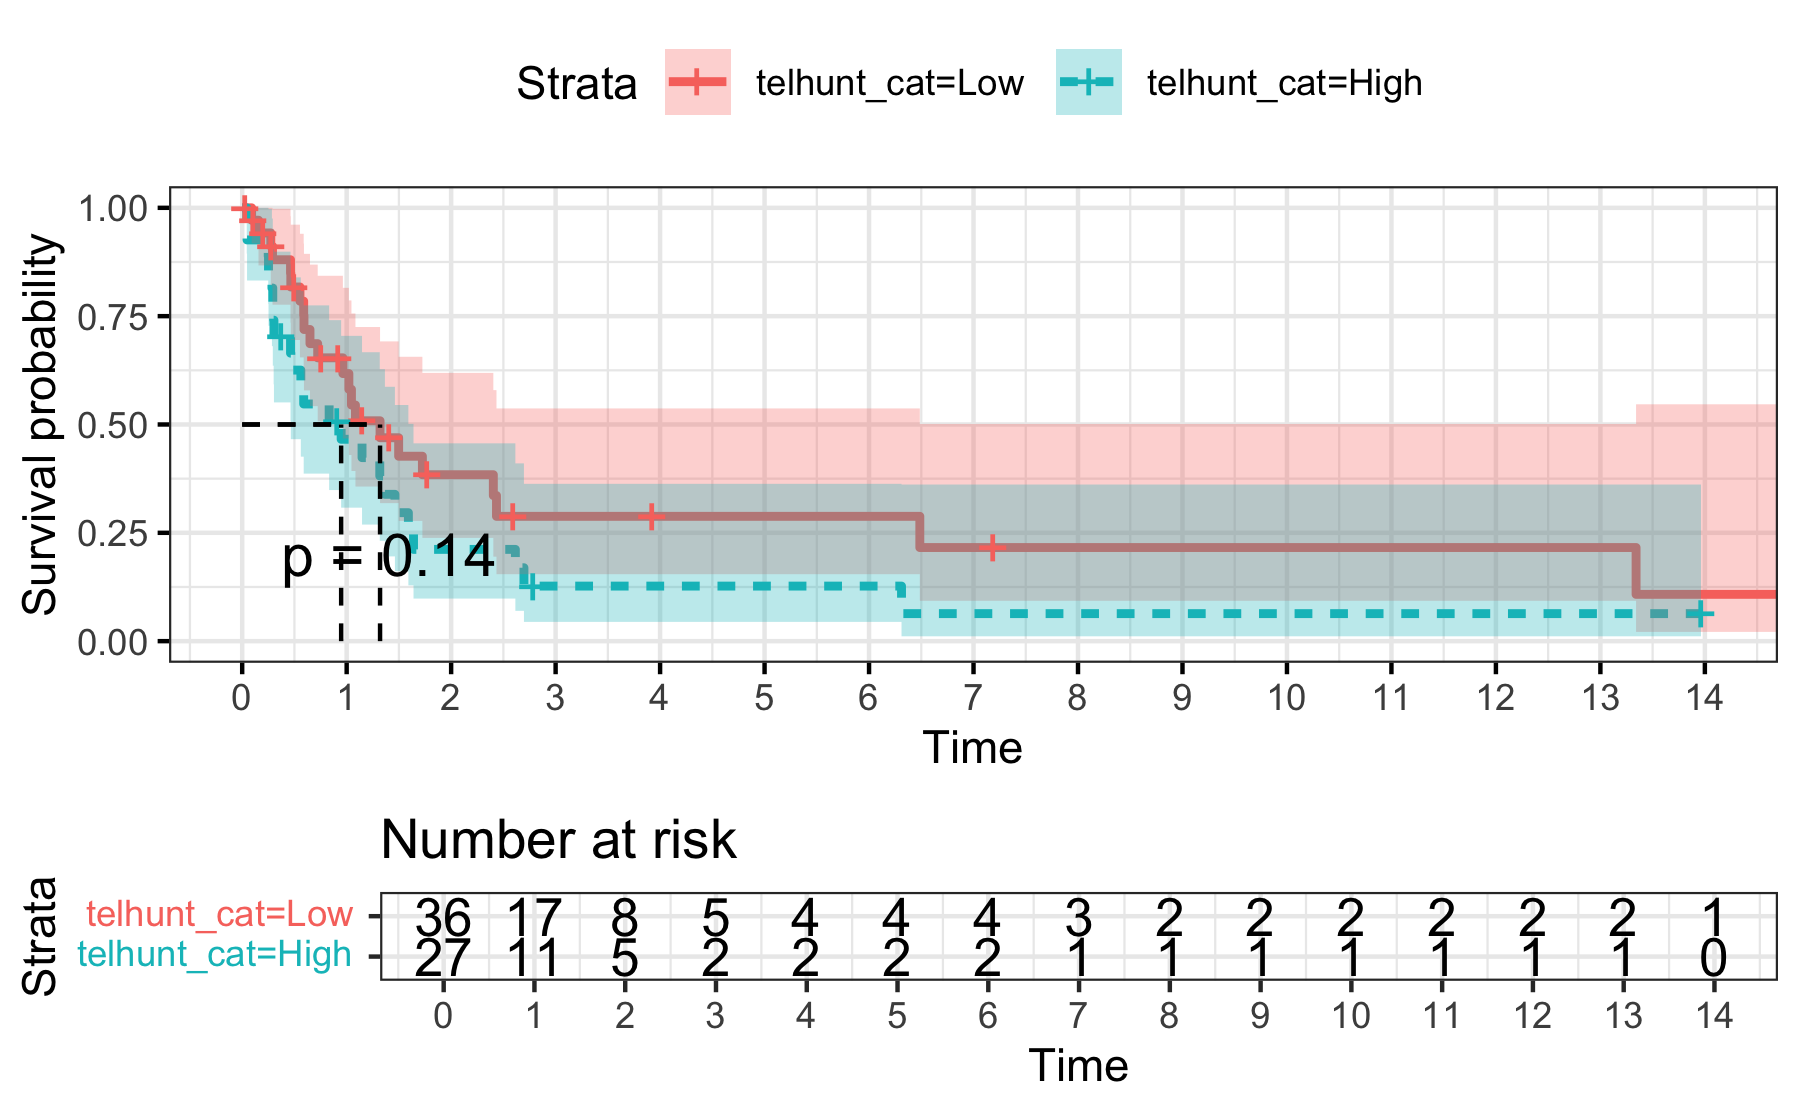 Strata telhunt_cat=Low telhunt_cat=High
1.00
0.75
0.50
0.25
0.00
Survival probability
p = 0.14
0 1 2 3 4 5 6 7 8 9 10 11 12 13 14
Time
Number at risk
Strata
telhunt_cat=Low 36 17 8 5 4 4 4 3 2 2 2 2 2 2 1
telhunt_cat=High 27 11 5 2 2 2 2 1 1 1 1 1 1 1 0
0 1 2 3 4 5 6 7 8 9 10 11 12 13 14
Time